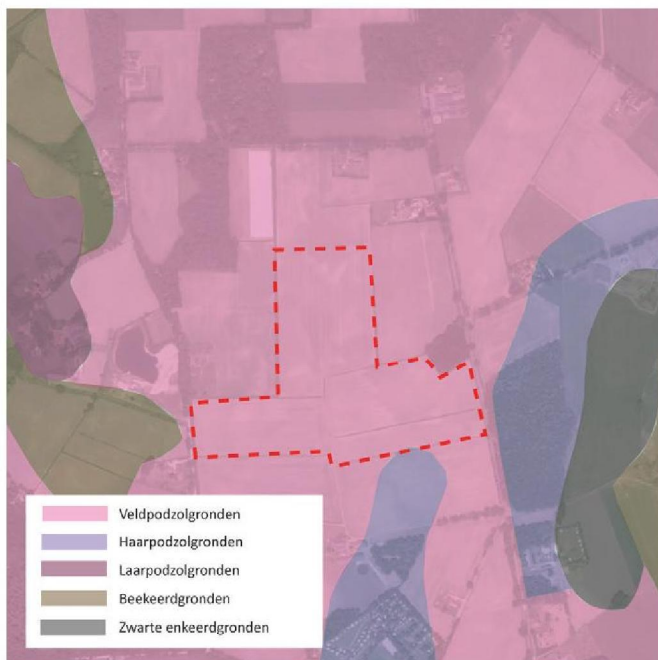 Veldpodzolgronden
Haarpodzolgronden
Laarpodzolgronden
Beekeerdgronden
Zwarte enkeerdgronden